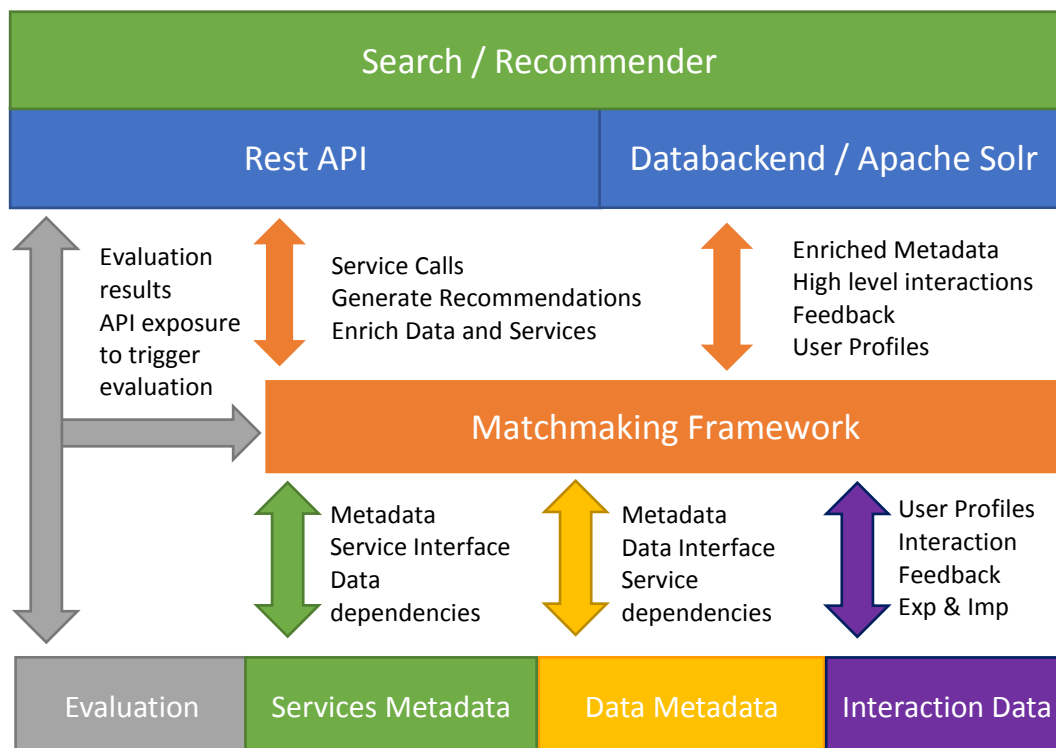 Search / Recommender
Rest API
Databackend / Apache Solr
Evaluation
results
API exposure
to trigger
evaluation
Service Calls
Generate Recommendations
Enrich Data and Services
Enriched Metadata
High level interactions
Feedback
User Profiles
Matchmaking Framework
Metadata
Service Interface
Data
dependencies
Metadata
Data Interface
Service
dependencies
User Profiles
Interaction
Feedback
Exp & Imp
Evaluation
Services Metadata
Data Metadata
Interaction Data